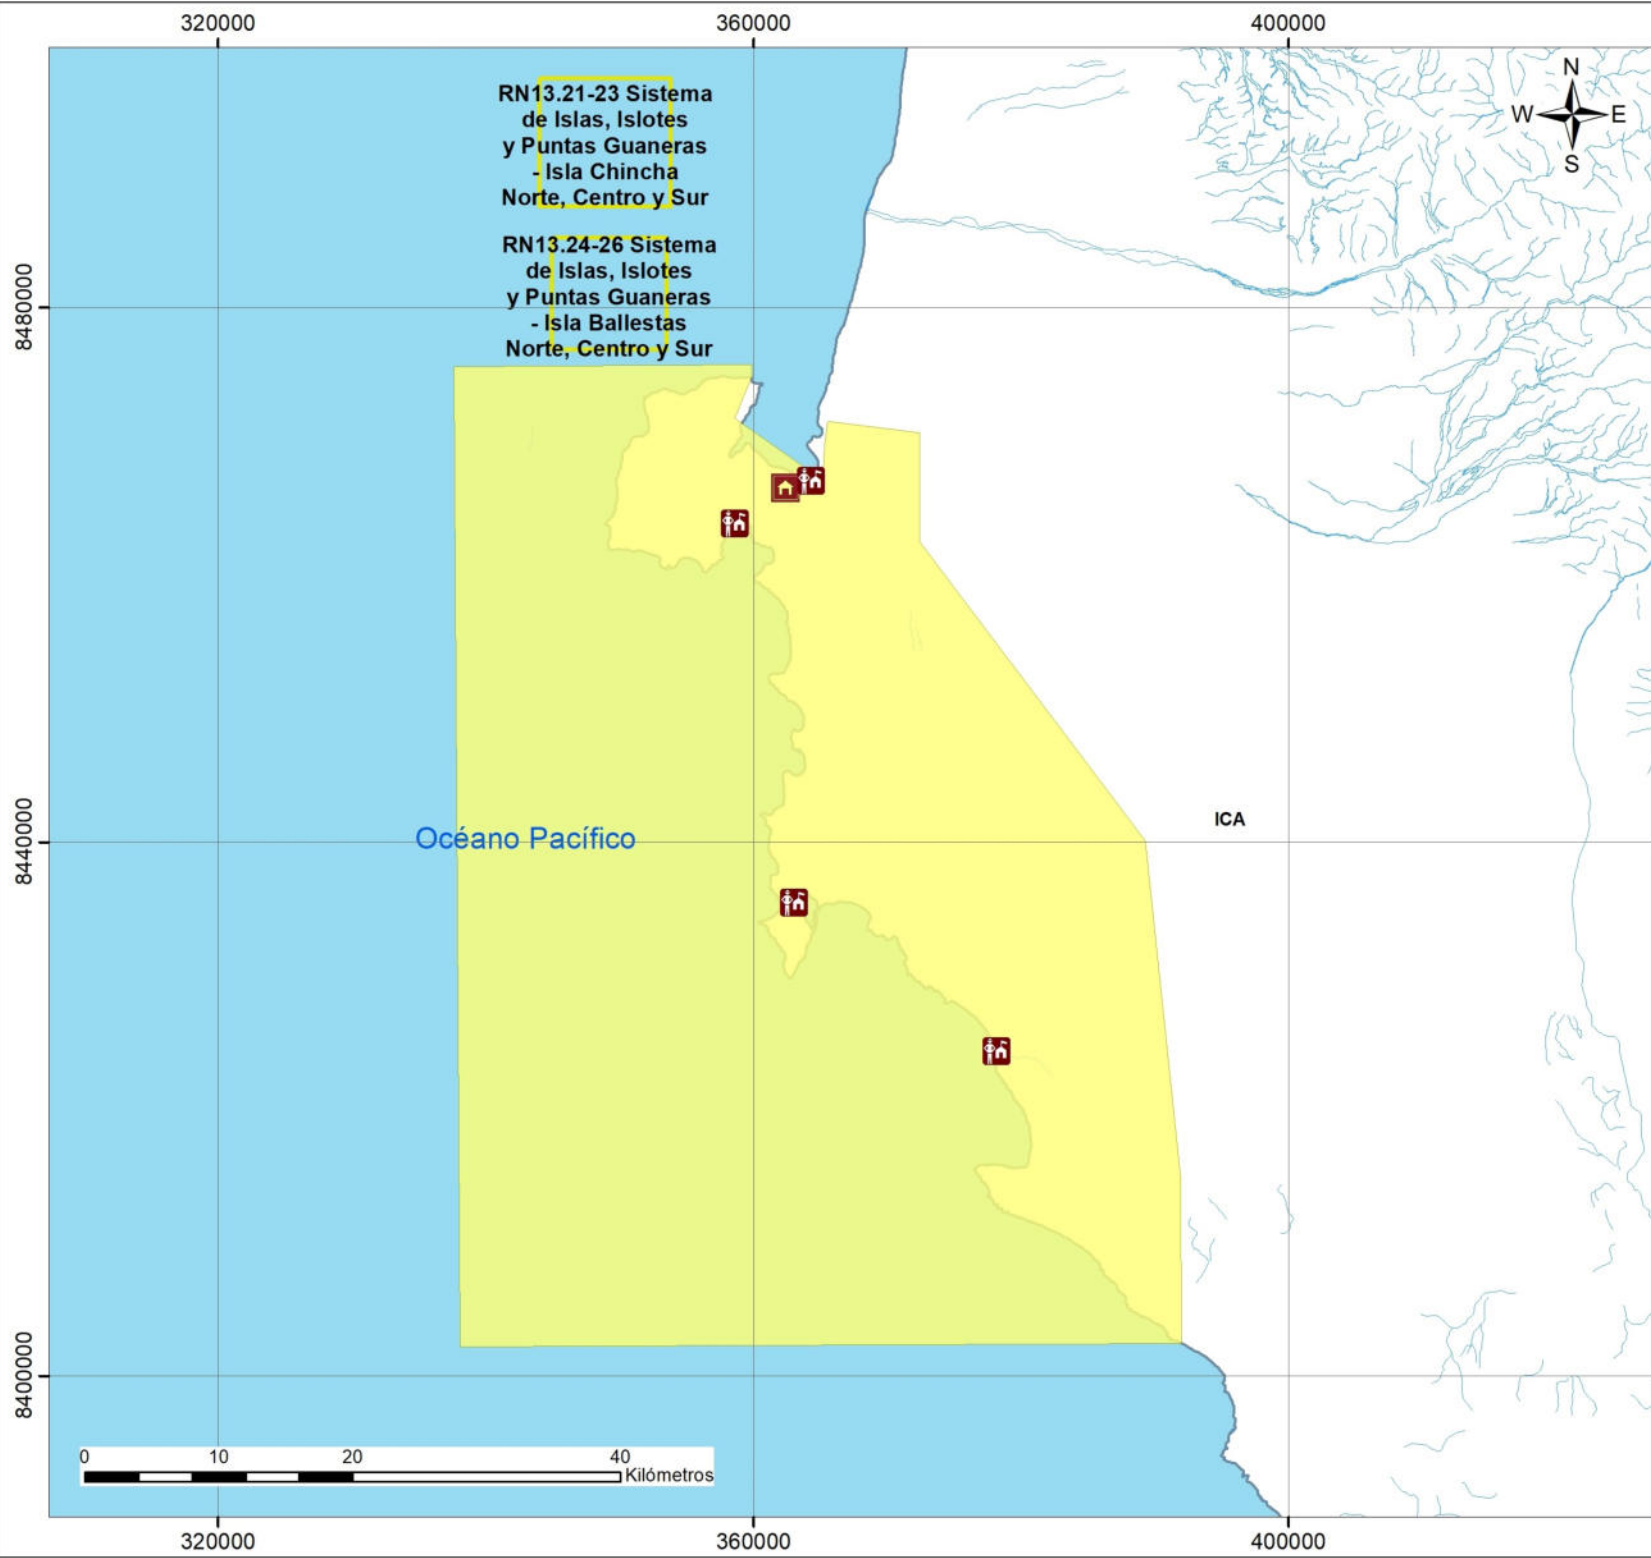 320000 360000 400000
N
W E
S
RN13.21-23 Sistema
de Islas, Islotes
y Puntas Guaneras
- Isla Chincha
Norte, Centro y Sur
RN13.24-26 Sistema
de Islas, Islotes
y Puntas Guaneras
- Isla Ballestas
Norte, Centro y Sur
8480000
ICA
Océano Pacífico
8440000
8400000
0 10 20 40
Kilómetros
320000 360000 400000